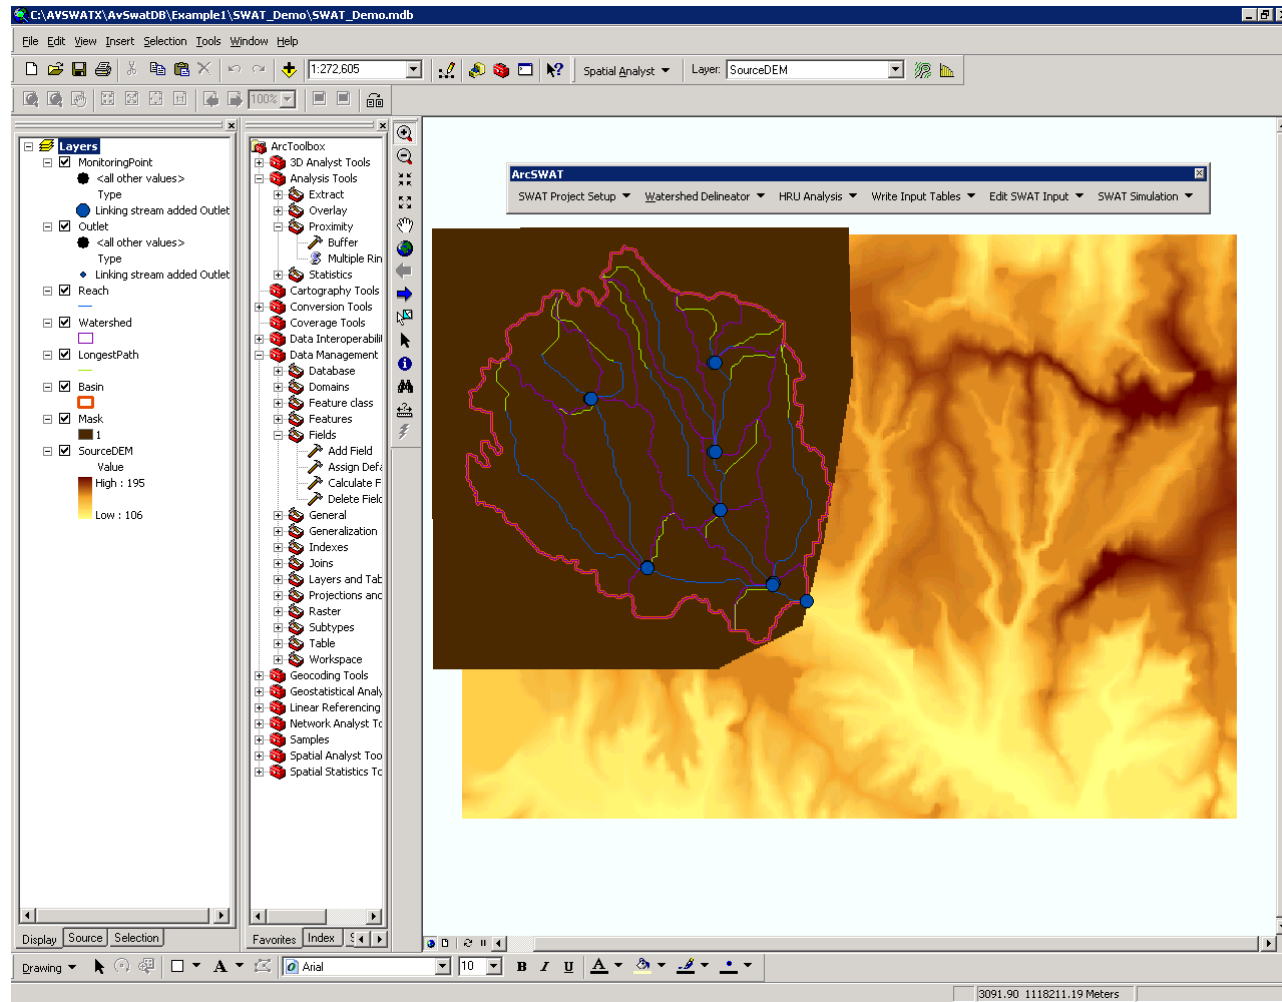 C:\AVSWATX\AvSwatDB\Example1\SWAT_Demo\SWAT_Demo.mdb
File Edit View Insert Selection Tools Window Help
1:272,605
Spatial Analyst
Layer: SourceDEM
100%
Layers
MonitoringPoint
<all other values>
Type
Linking stream added Outlet
Outlet
<all other values>
Type
Linking stream added Outlet
Reach
Watershed
LongestPath
Basin
Mask
1
SourceDEM
Value
High : 195
Low : 106
Display Source Selection
ArcToolbox
3D Analyst Tools
Analysis Tools
Extract
Overlay
Proximity
Buffer
Multiple Rin
Statistics
Cartography Tools
Conversion Tools
Coverage Tools
Data Interoperabili
Data Management
Database
Domains
Feature class
Features
Fields
Add Field
Assign Defa
Calculate F
Delete Field
General
Generalization
Indexes
Joins
Layers and Tab
Projections and
Raster
Subtypes
Table
Workspace
Geocoding Tools
Geostatistical Analy
Linear Referencing
Network Analyst To
Samples
Spatial Analyst Too
Spatial Statistics To
Favorites Index S
ArcSWAT
SWAT Project Setup Watershed Delineator HRU Analysis Write Input Tables Edit SWAT Input SWAT Simulation
Drawing A Arial 10 B I U A
3091.90 1118211.19 Meters